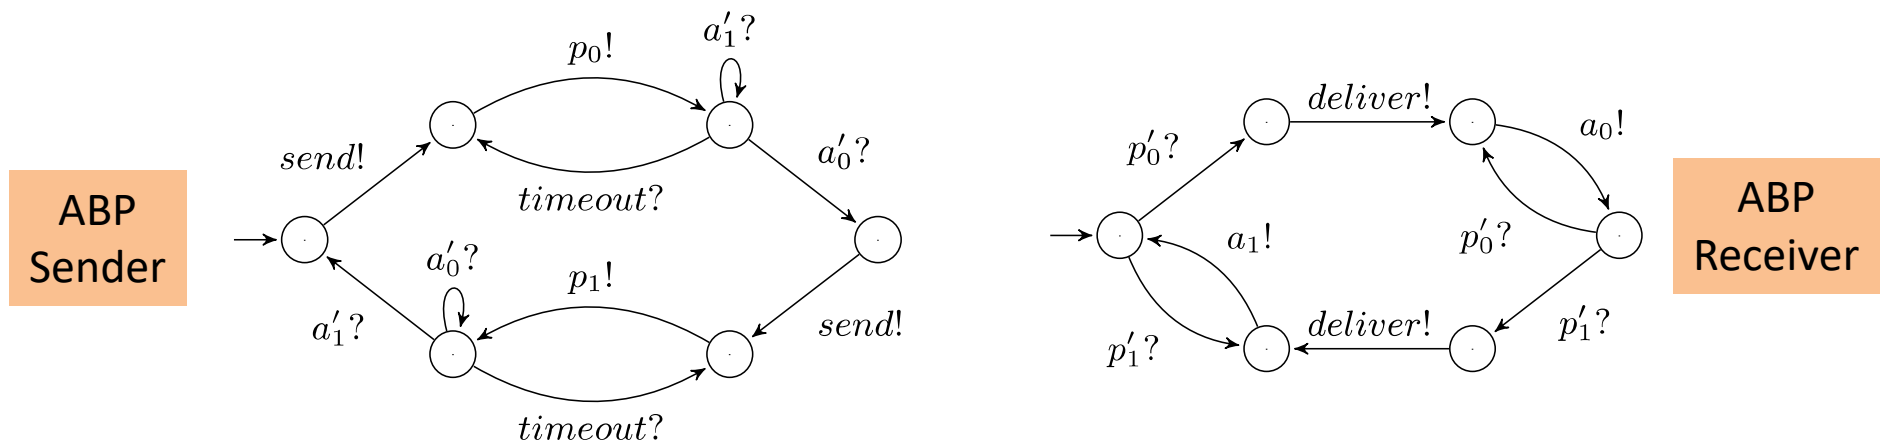 ABP
Sender
send!
p₀!
a′₁?
timeout?
a′₀?
a′₀?
p₁!
a′₁?
send!
timeout?
p′₀?
deliver!
a₀!
a₁!
p′₀?
p′₁?
deliver!
p′₁?
ABP
Receiver